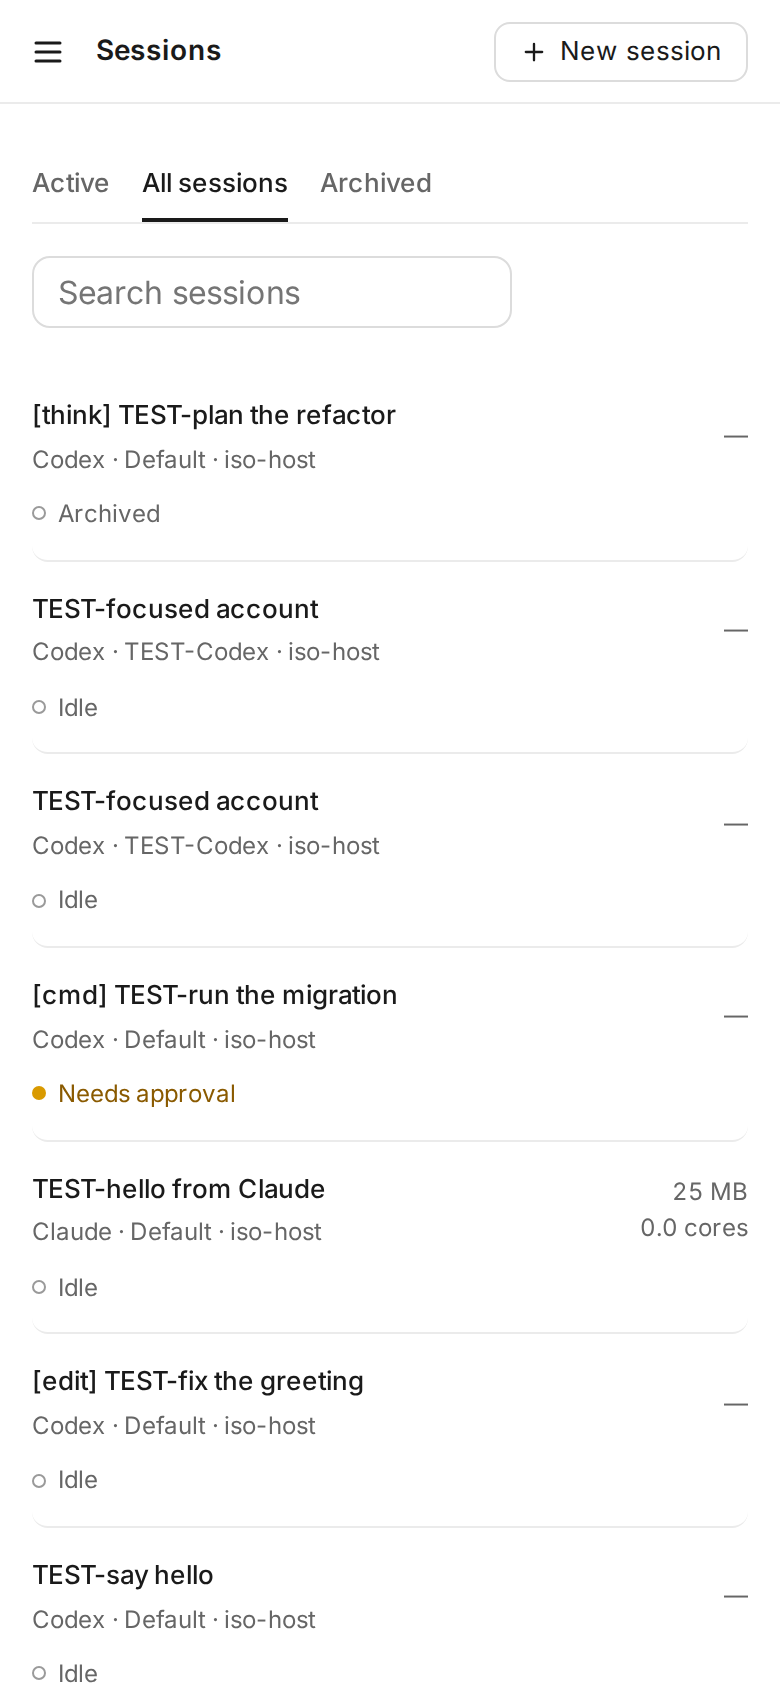 Sessions
+ New session
Active
All sessions
Archived
Search sessions
[think] TEST-plan the refactor
—
Codex · Default · iso-host
Archived
TEST-focused account
—
Codex · TEST-Codex · iso-host
Idle
TEST-focused account
—
Codex · TEST-Codex · iso-host
Idle
[cmd] TEST-run the migration
—
Codex · Default · iso-host
Needs approval
TEST-hello from Claude
25 MB
Claude · Default · iso-host
0.0 cores
Idle
[edit] TEST-fix the greeting
—
Codex · Default · iso-host
Idle
TEST-say hello
—
Codex · Default · iso-host
Idle